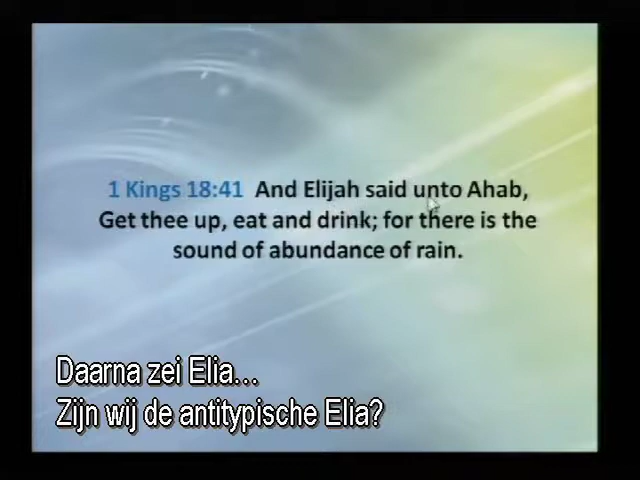 1 Kings 18:41 And Elijah said unto Ahab,
Get thee up, eat and drink; for there is the
sound of abundance of rain.
Daarna zei Elia...
Zijn wij de antitypische Elia?